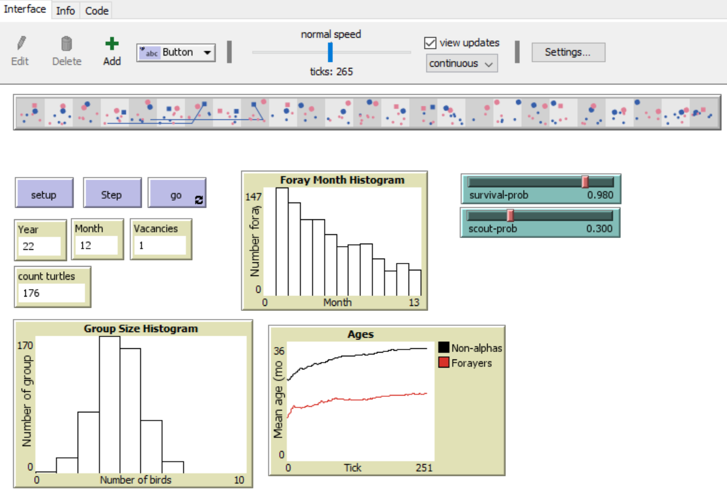 Interface Info Code
normal speed
Edit Delete Add abc Button view updates continuous Settings...
ticks: 265
setup Step go
Year 22
Month 12
Vacancies 1
count turtles 176
Foray Month Histogram
147
Number foray
0
0 Month 13
survival-prob 0.980
scout-prob 0.300
Group Size Histogram
170
Number of group
0
0 Number of birds 10
Ages
36
Mean age (mo
0
0 Tick 251
Non-alphas
Forayers